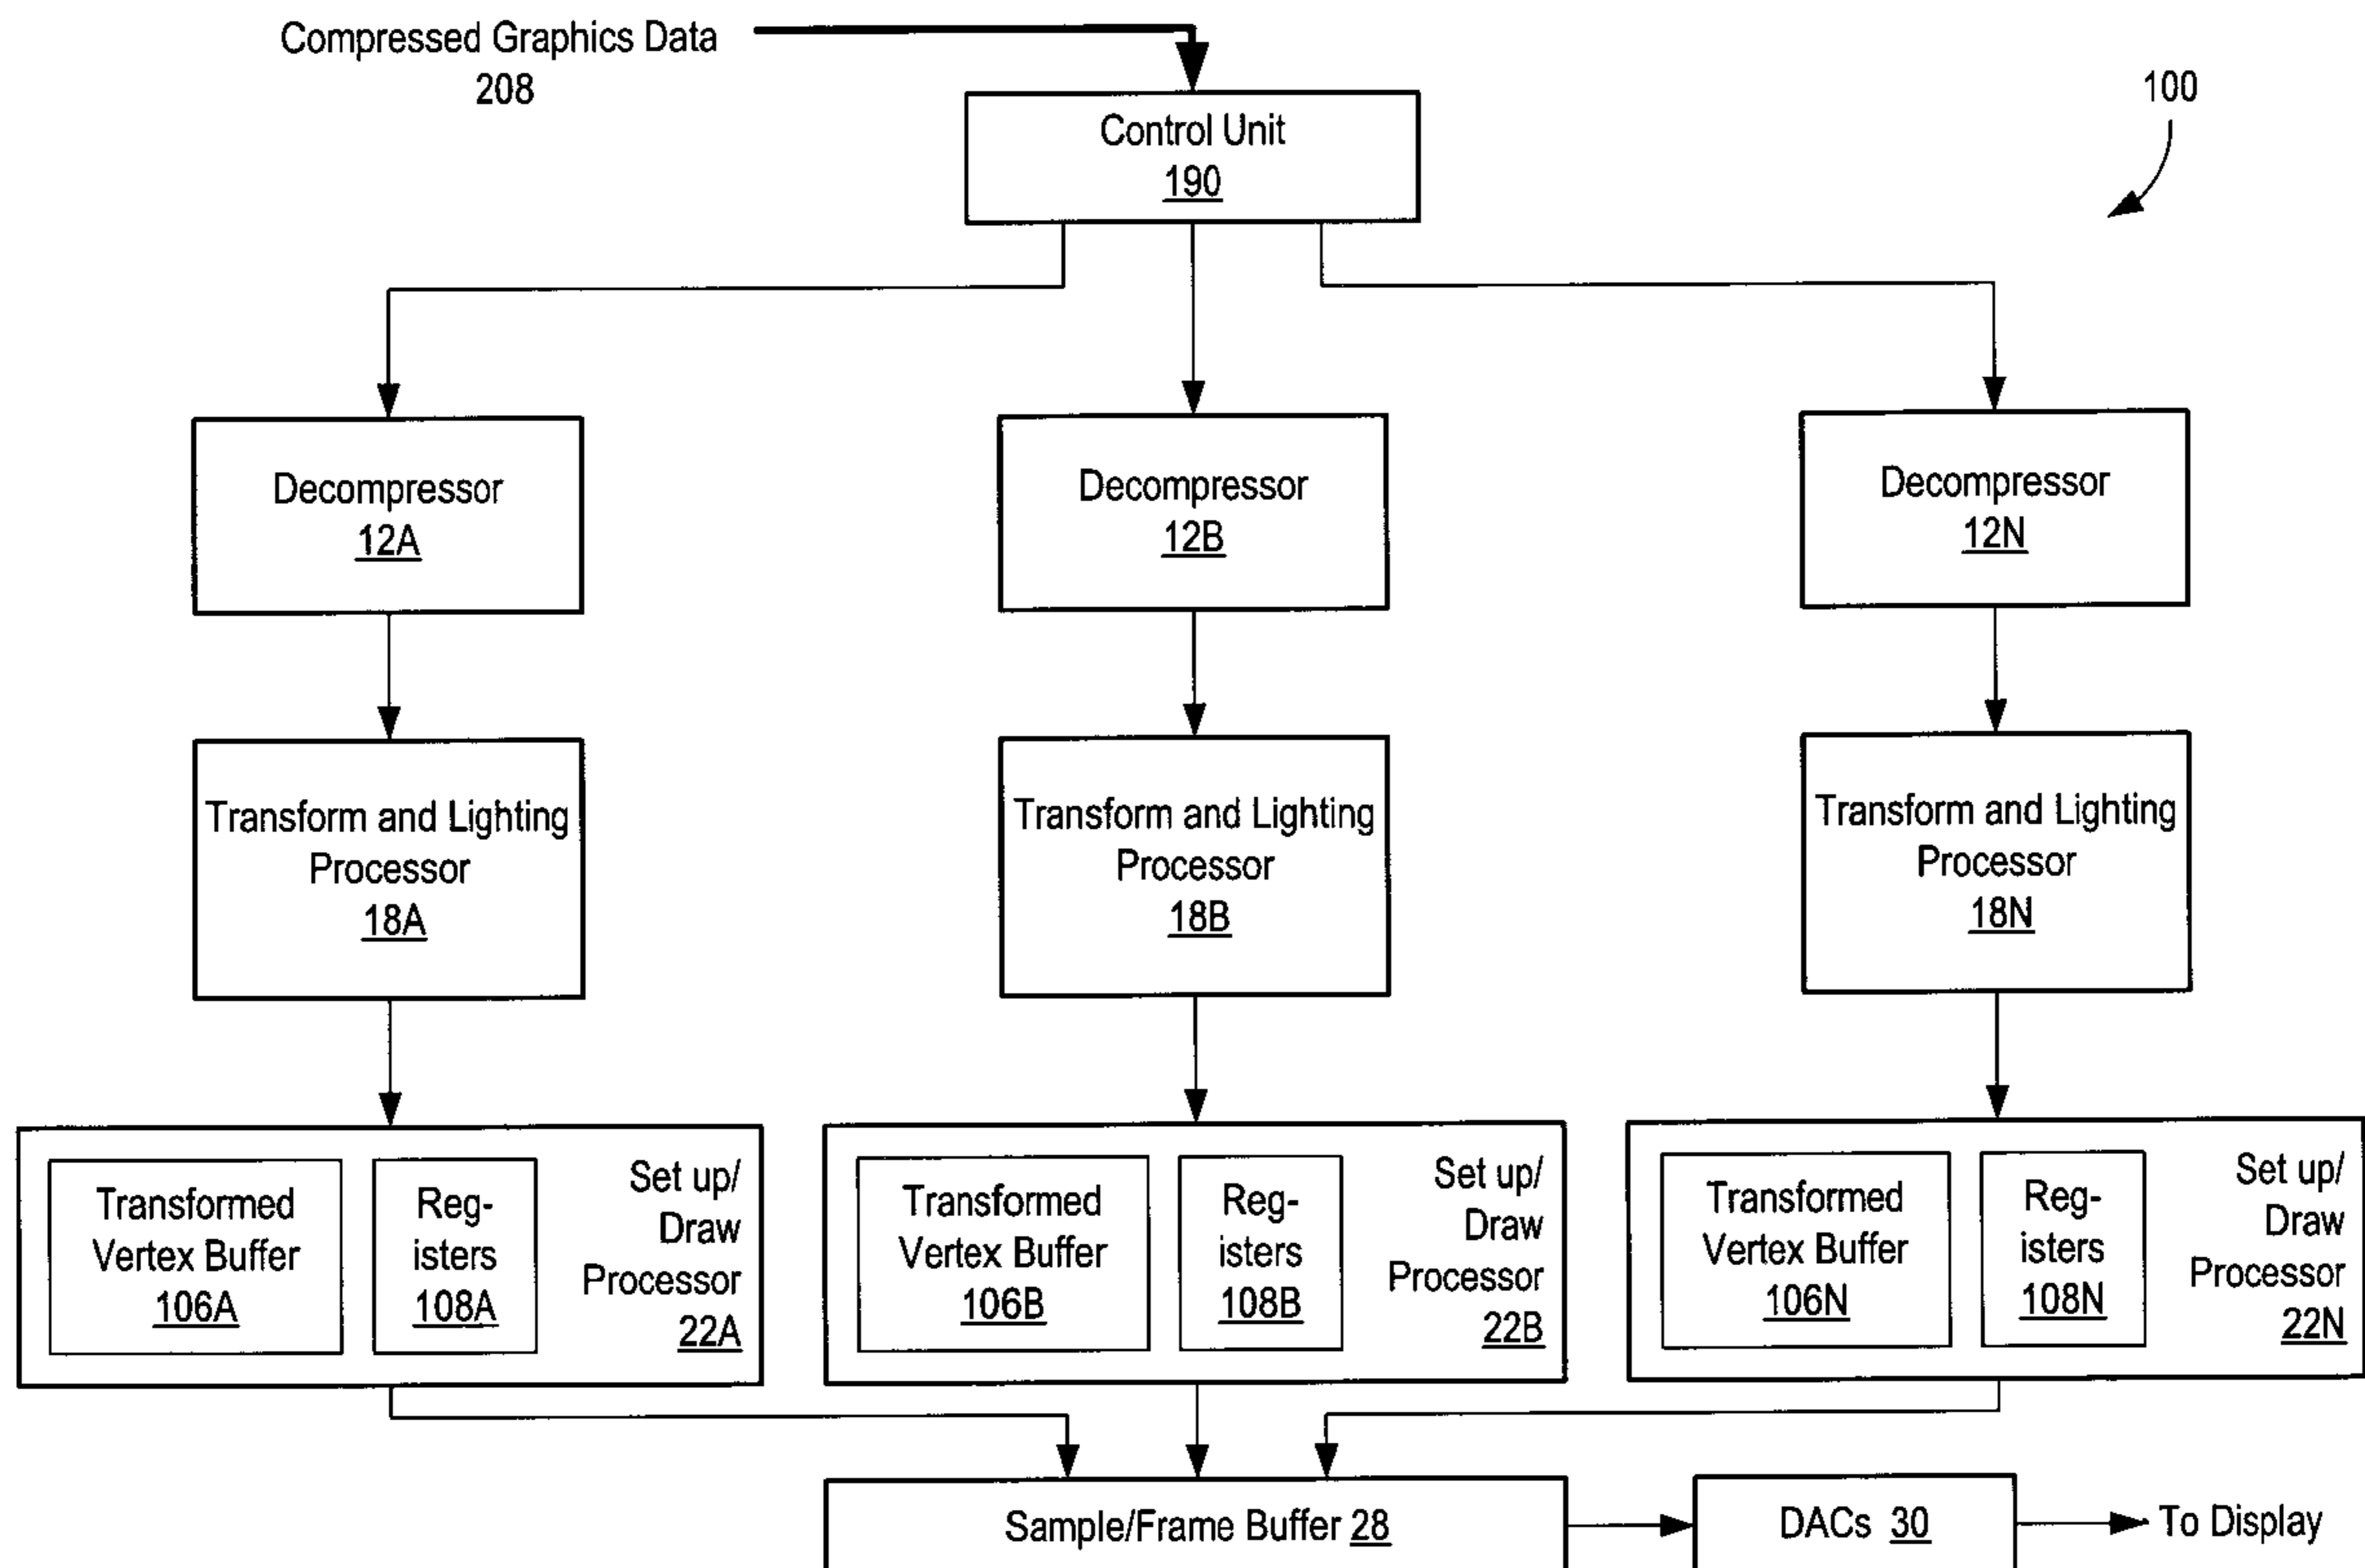 Compressed Graphics Data
208
100
Control Unit
190
Decompressor
12A
Decompressor
12B
Decompressor
12N
Transform and Lighting
Processor
18A
Transform and Lighting
Processor
18B
Transform and Lighting
Processor
18N
Transformed
Vertex Buffer
106A
Reg-
isters
108A
Set up/
Draw
Processor
22A
Transformed
Vertex Buffer
106B
Reg-
isters
108B
Set up/
Draw
Processor
22B
Transformed
Vertex Buffer
106N
Reg-
isters
108N
Set up/
Draw
Processor
22N
Sample/Frame Buffer 28
DACs 30
To Display